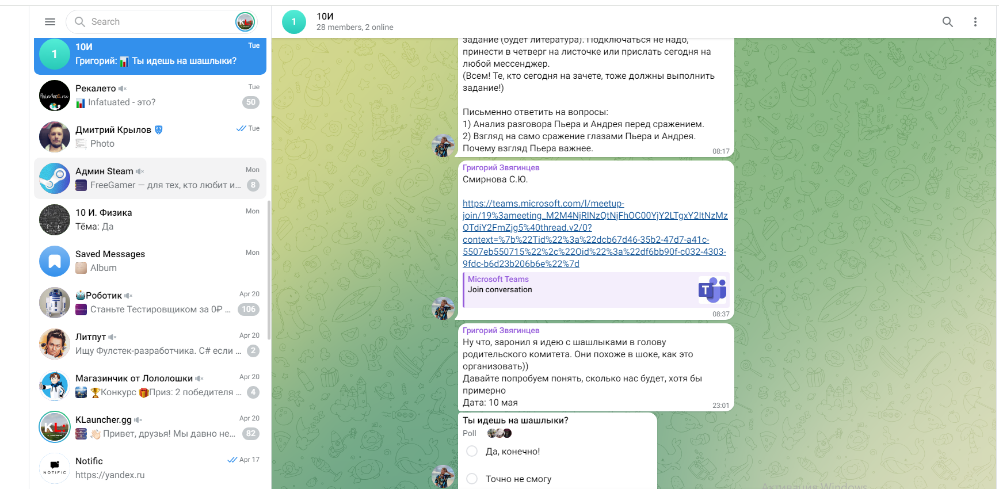 Search
1
10И
Tue
Григорий: Ты идешь на шашлыки?
РекаЛето.ru
Рекалето
Tue
Infatuated - это?
50
Дмитрий Крылов
Tue
Photo
Админ Steam
Mon
FreeGamer — для тех, кто любит и...
8
10 И. Физика
Mon
Тёма: Да
Saved Messages
Mon
Album
Роботик
Apr 20
Станьте Тестировщиком за 0₽ ...
106
Литпут
Apr 20
Ищу Фулстек-разработчика. C# если ...
2
Магазинчик от Лололошки
Apr 20
Конкурс Приз: 2 победителя ...
4
KL
KLauncher.gg
Apr 20
Привет, друзья! Мы давно не...
82
NOTIFIC
Notific
Apr 17
https://yandex.ru
1
10И
28 members, 2 online
задание (будет литература). Подключаться не надо,
принести в четверг на листочке или прислать сегодня на
любой мессенджер.
(Всем! Те, кто сегодня на зачете, тоже должны выполнить
задание!)
Письменно ответить на вопросы:
1) Анализ разговора Пьера и Андрея перед сражением.
2) Взгляд на само сражение глазами Пьера и Андрея.
Почему взгляд Пьера важнее.
08:17
Григорий Звягинцев
Смирнова С.Ю.
https://teams.microsoft.com/l/meetup-
join/19%3ameeting_M2M4NjRlNzQtNjFhOC00YjY2LTgxY2ItNzMz
OTdiY2FmZjg5%40thread.v2/0?
context=%7b%22Tid%22%3a%22dcb67d46-35b2-47d7-a41c-
5507eb550715%22%2c%22Oid%22%3a%22df6bb90f-c032-4303-
9fdc-b6d23b206b6e%22%7d
Microsoft Teams
Join conversation
T
08:37
Григорий Звягинцев
Ну что, заронил я идею с шашлыками в голову
родительского комитета. Они похоже в шоке, как это
организовать))
Давайте попробуем понять, сколько нас будет, хотя бы
примерно
Дата: 10 мая
23:01
Ты идешь на шашлыки?
Poll
Да, конечно!
Точно не смогу
Активация Windows